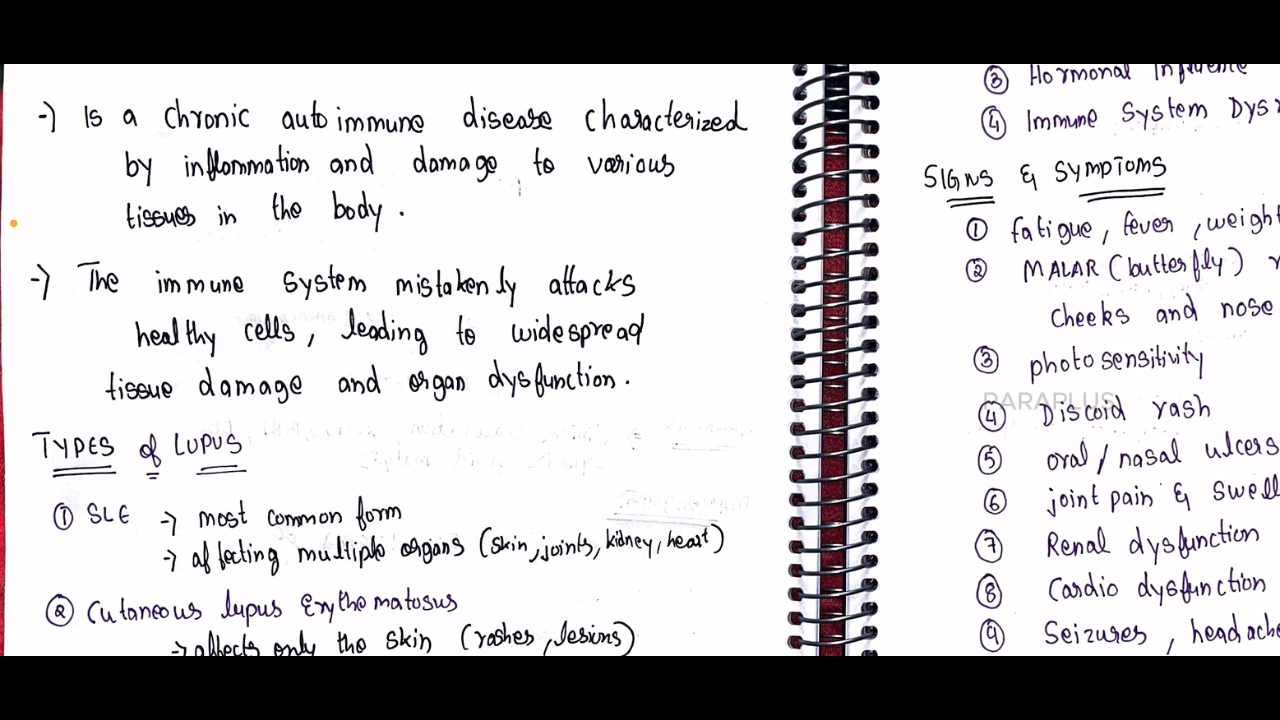 -) Is a chronic autoimmune disease characterized
by inflammation and damage to various
tissues in the body.
-) The immune system mistakenly attacks
healthy cells, leading to widespread
tissue damage and organ dysfunction.
TYPES of LUPUS
① SLE -> most common form
-> affecting multiple organs (skin, joints, kidney, heart)
② Cutaneous lupus Erythematosus
-> affects only the skin (rashes, lesions)
③ Hormonal Influence
④ Immune System
SIGNS & SYMPTOMS
① fatigue, fever, weight
② MALAR (butterfly)
cheeks and nose
③ photosensitivity
PARAPLUS
④ Discoid rash
⑤ oral/nasal ulcers
⑥ joint pain & Swell
⑦ Renal dysfunction
⑧ Cardio dysfunction
⑨ Seizures, headache